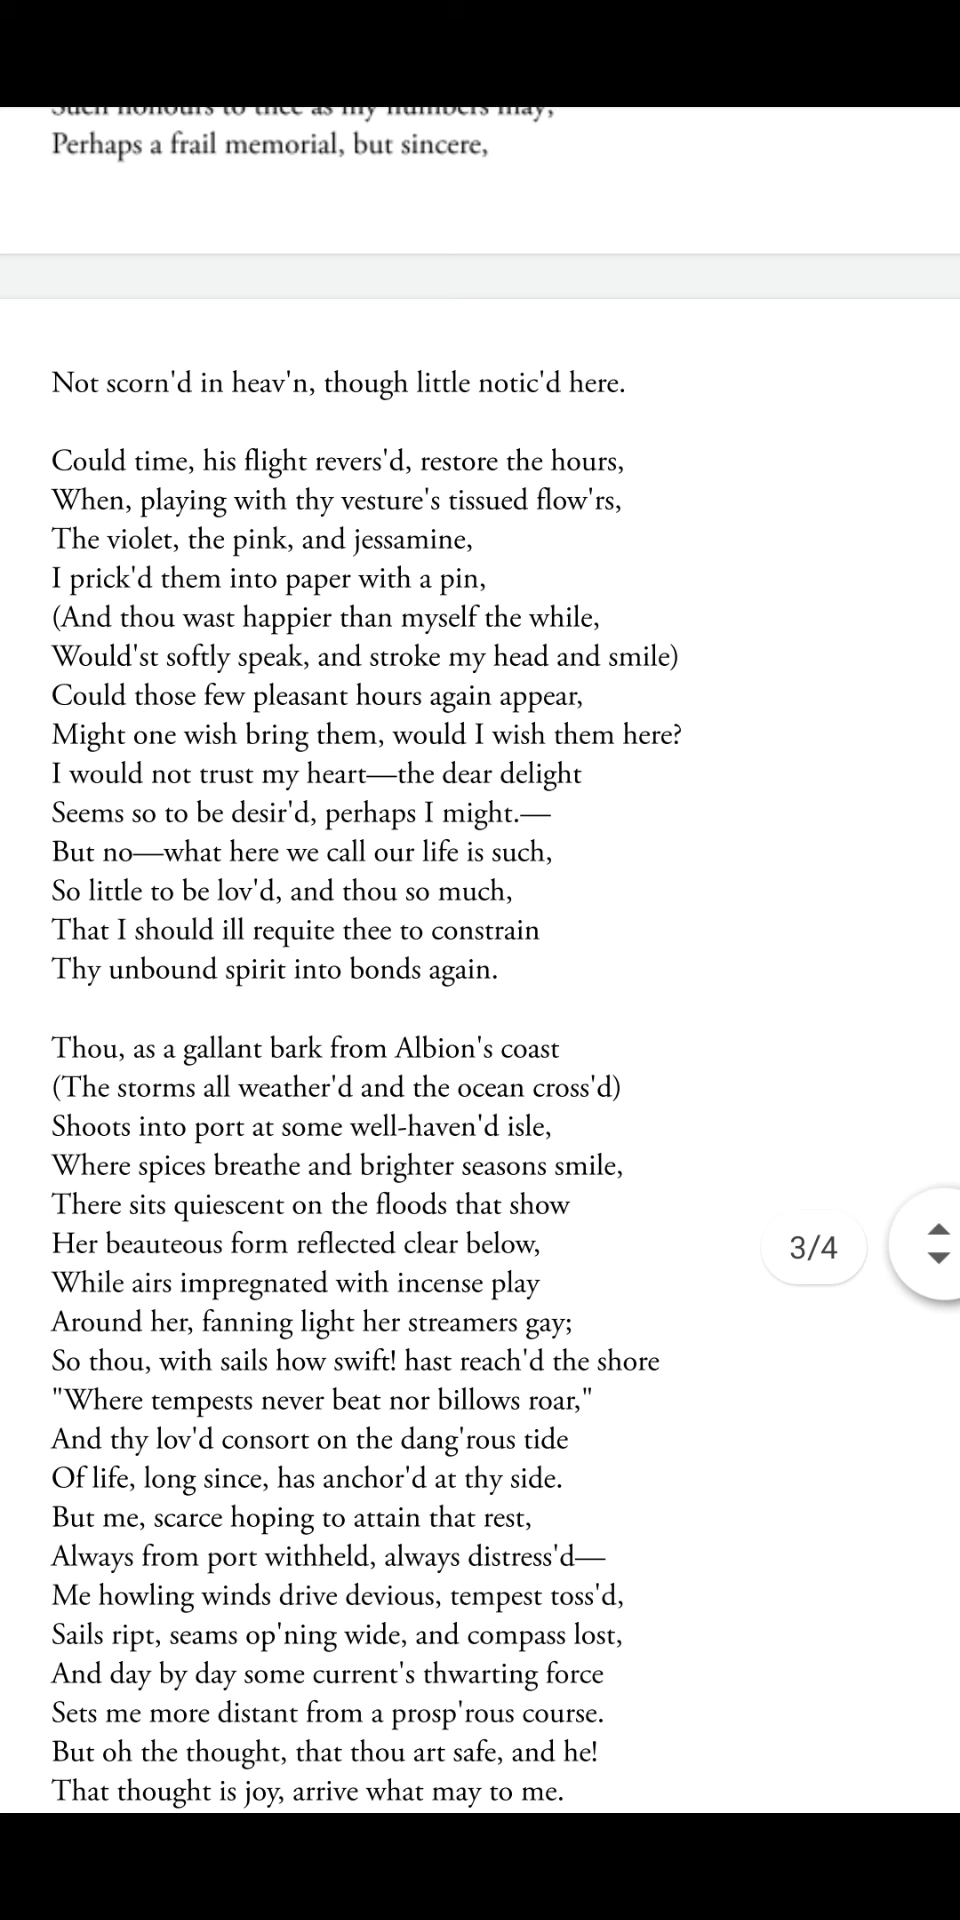 Such honours to thee as my numbers may;
Perhaps a frail memorial, but sincere,
Not scorn'd in heav'n, though little notic'd here.
Could time, his flight revers'd, restore the hours,
When, playing with thy vesture's tissued flow'rs,
The violet, the pink, and jessamine,
I prick'd them into paper with a pin,
(And thou wast happier than myself the while,
Would'st softly speak, and stroke my head and smile)
Could those few pleasant hours again appear,
Might one wish bring them, would I wish them here?
I would not trust my heart—the dear delight
Seems so to be desir'd, perhaps I might.—
But no—what here we call our life is such,
So little to be lov'd, and thou so much,
That I should ill requite thee to constrain
Thy unbound spirit into bonds again.
Thou, as a gallant bark from Albion's coast
(The storms all weather'd and the ocean cross'd)
Shoots into port at some well-haven'd isle,
Where spices breathe and brighter seasons smile,
There sits quiescent on the floods that show
Her beauteous form reflected clear below,
While airs impregnated with incense play
Around her, fanning light her streamers gay;
So thou, with sails how swift! hast reach'd the shore
"Where tempests never beat nor billows roar,"
And thy lov'd consort on the dang'rous tide
Of life, long since, has anchor'd at thy side.
But me, scarce hoping to attain that rest,
Always from port withheld, always distress'd—
Me howling winds drive devious, tempest toss'd,
Sails ript, seams op'ning wide, and compass lost,
And day by day some current's thwarting force
Sets me more distant from a prosp'rous course.
But oh the thought, that thou art safe, and he!
That thought is joy, arrive what may to me.
3/4